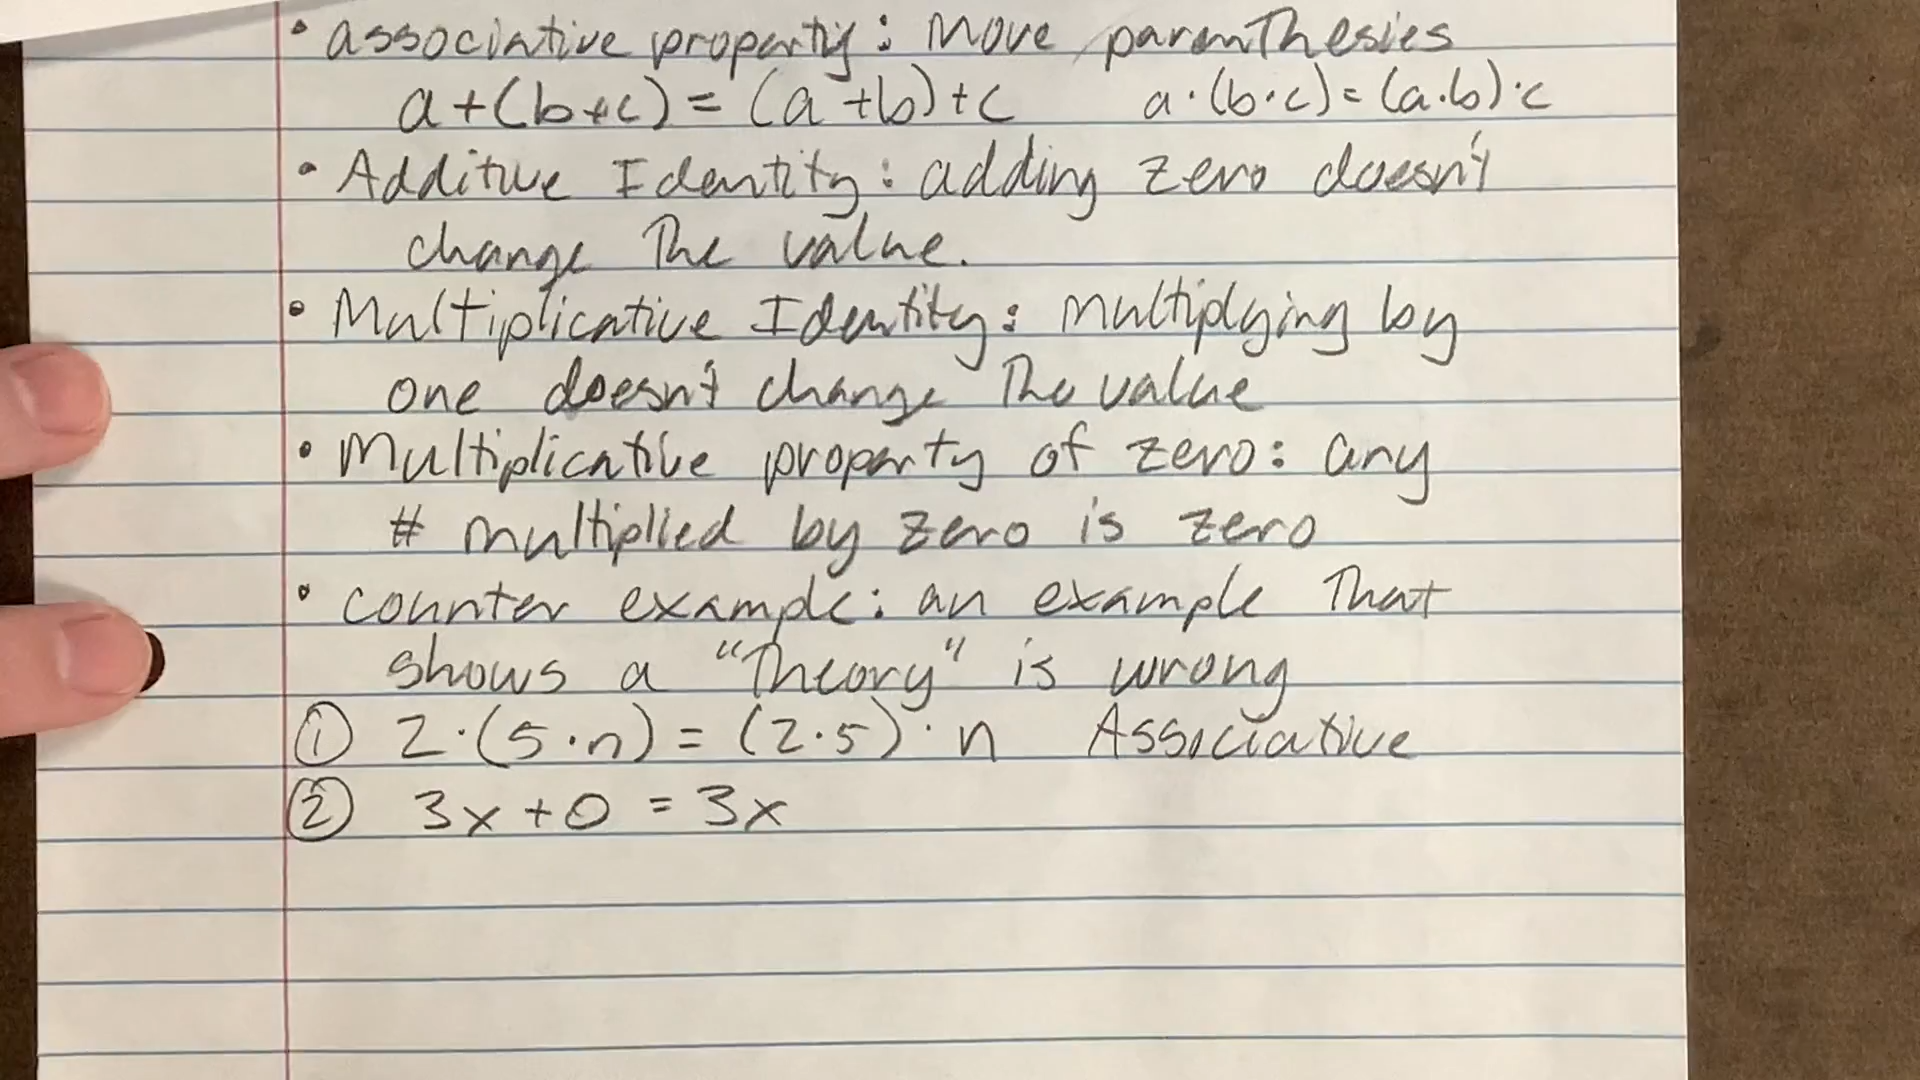 • associative property: Move parenthesies
a+(b+c) = (a+b)+c a·(b·c)=(a·b)·c
• Additive Identity: adding zero doesn't
change the value.
• Multiplicative Identity: multiplying by
one doesn't change the value
• Multiplicative property of zero: any
# multiplied by zero is zero
• counter example: an example that
shows a "theory" is wrong
① 2·(5·n) = (2·5)·n Associative
② 3x+0 = 3x